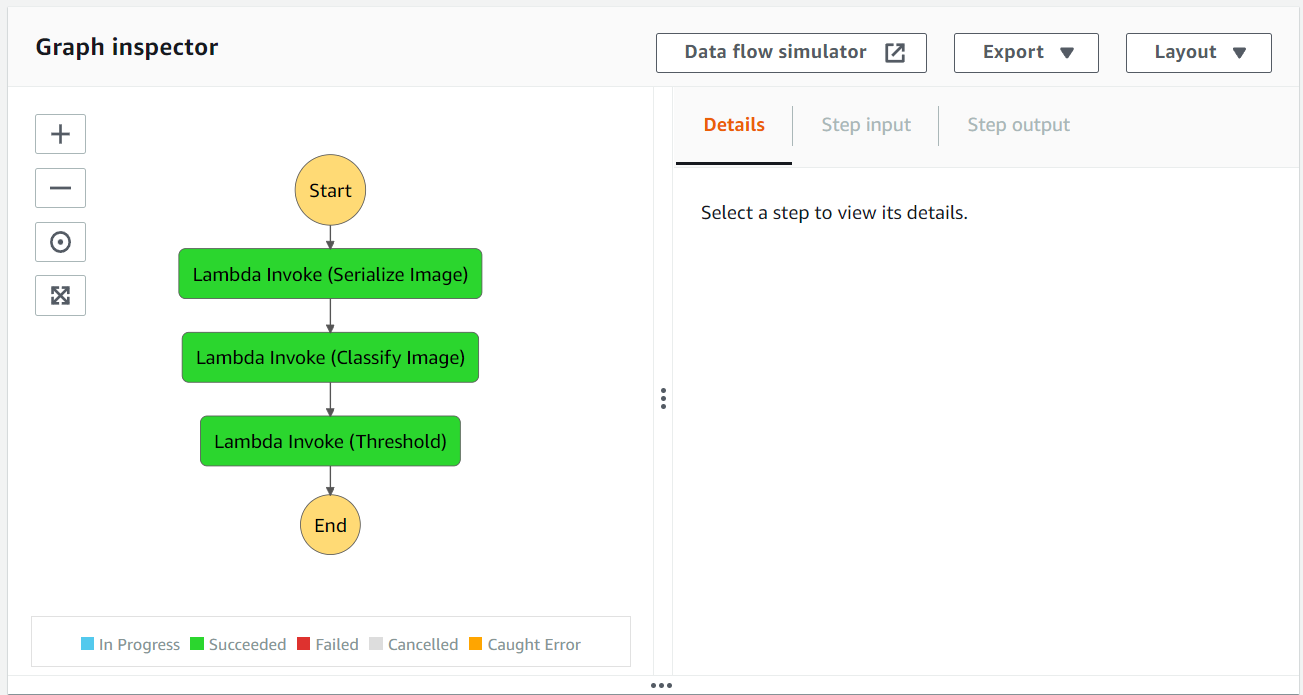 Graph inspector
Data flow simulator
Export
Layout
Details
Step input
Step output
Select a step to view its details.
Start
Lambda Invoke (Serialize Image)
Lambda Invoke (Classify Image)
Lambda Invoke (Threshold)
End
In Progress Succeeded Failed Cancelled Caught Error